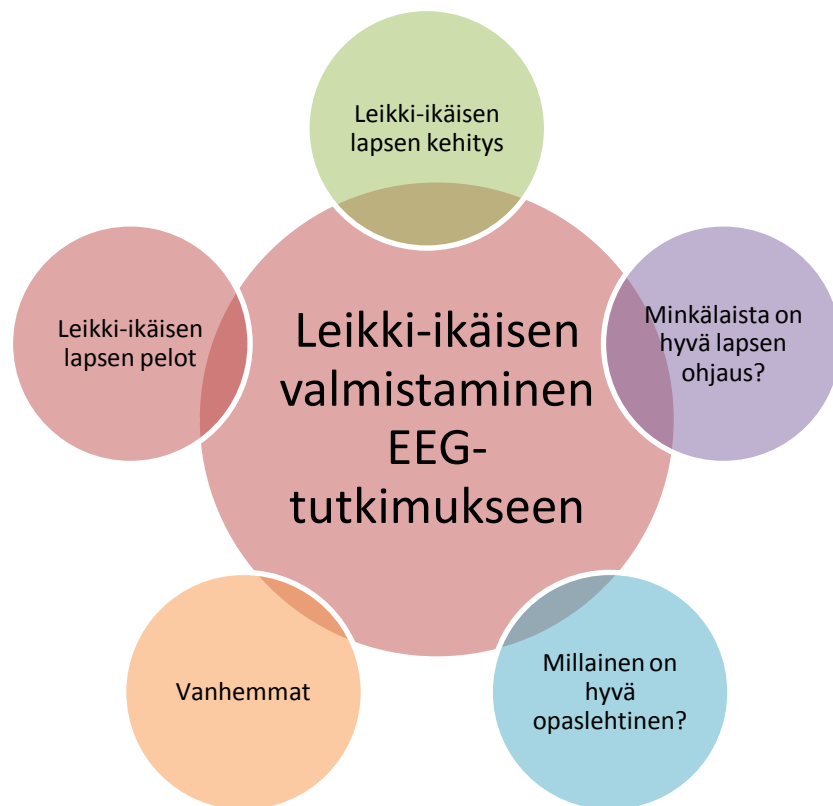 Leikki-ikäisen
lapsen kehitys
Leikki-ikäisen
lapsen pelot
Leikki-ikäisen
valmistaminen
EEG-
tutkimukseen
Minkälaista on
hyvä lapsen
ohjaus?
Vanhemmat
Millainen on
hyvä
opaslehtinen?